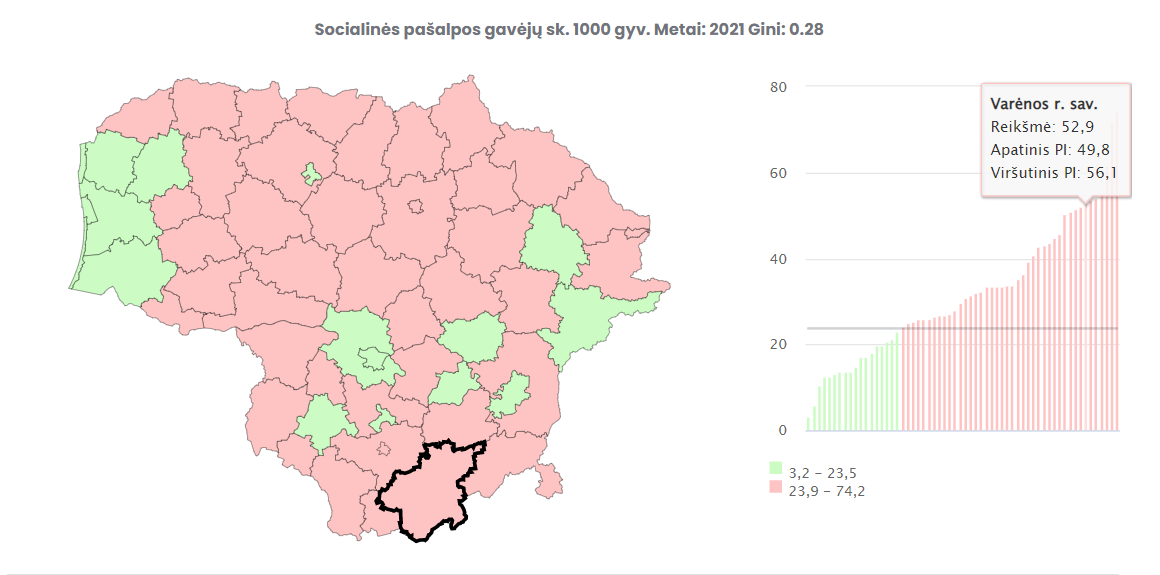 Socialinės pašalpos gavėjų sk. 1000 gyv. Metai: 2021 Gini: 0.28
80
60
40
20
0
Varėnos r. sav.
Reikšmė: 52,9
Apatinis PI: 49,8
Viršutinis PI: 56,1
3,2 – 23,5
23,9 – 74,2